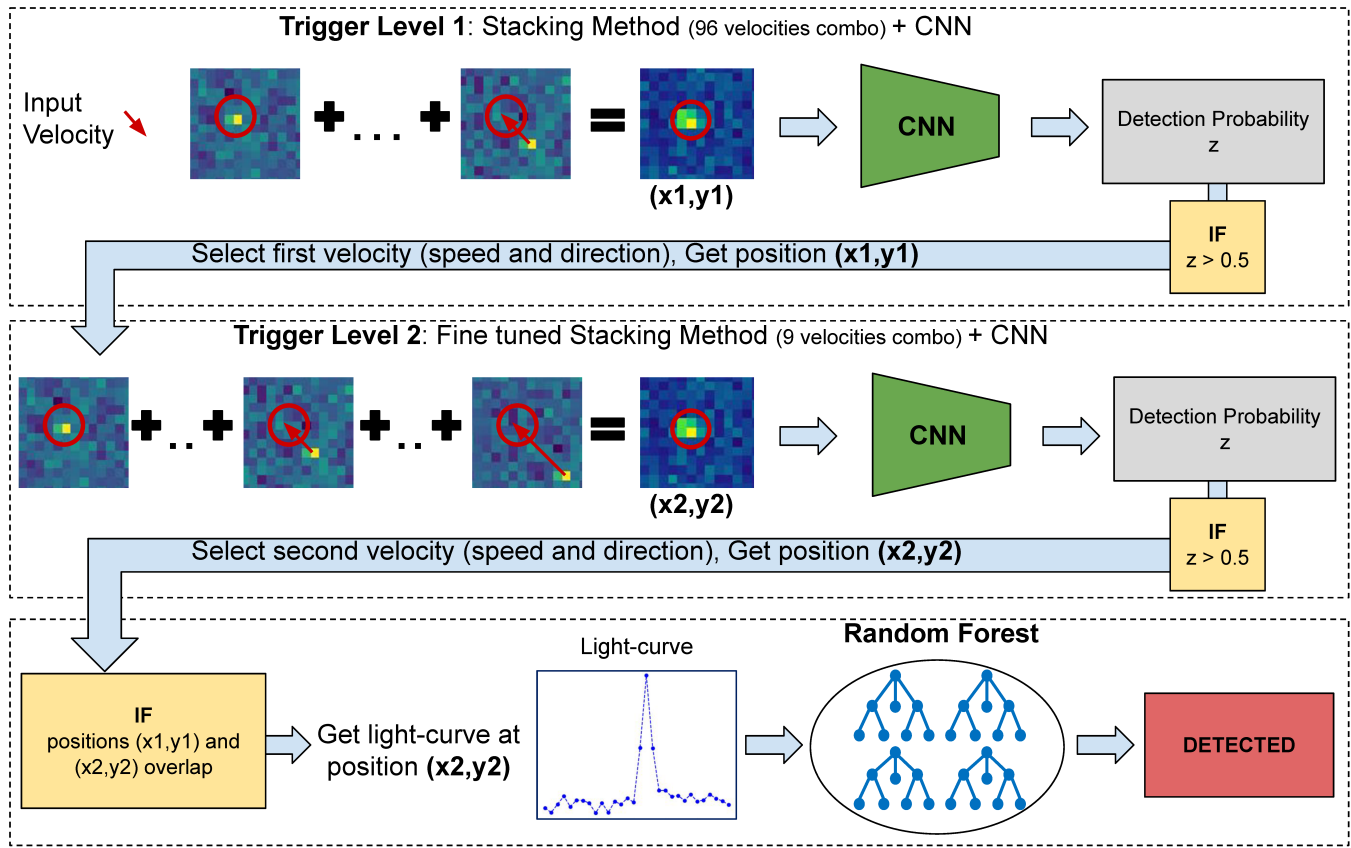 Trigger Level 1: Stacking Method (96 velocities combo) + CNN
Input
Velocity
+ ... + =
(x1,y1)
CNN
Detection Probability
z
IF
z > 0.5
Select first velocity (speed and direction), Get position (x1,y1)
Trigger Level 2: Fine tuned Stacking Method (9 velocities combo) + CNN
+ .. + + .. + =
(x2,y2)
CNN
Detection Probability
z
IF
z > 0.5
Select second velocity (speed and direction), Get position (x2,y2)
IF
positions (x1,y1) and
(x2,y2) overlap
Get light-curve at
position (x2,y2)
Light-curve
Random Forest
DETECTED